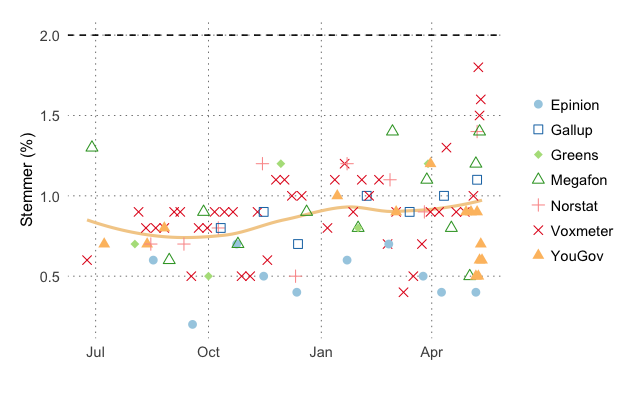 Stemmer (%)
2.0
1.5
1.0
0.5
Jul
Oct
Jan
Apr
Epinion
Gallup
Greens
Megafon
Norstat
Voxmeter
YouGov